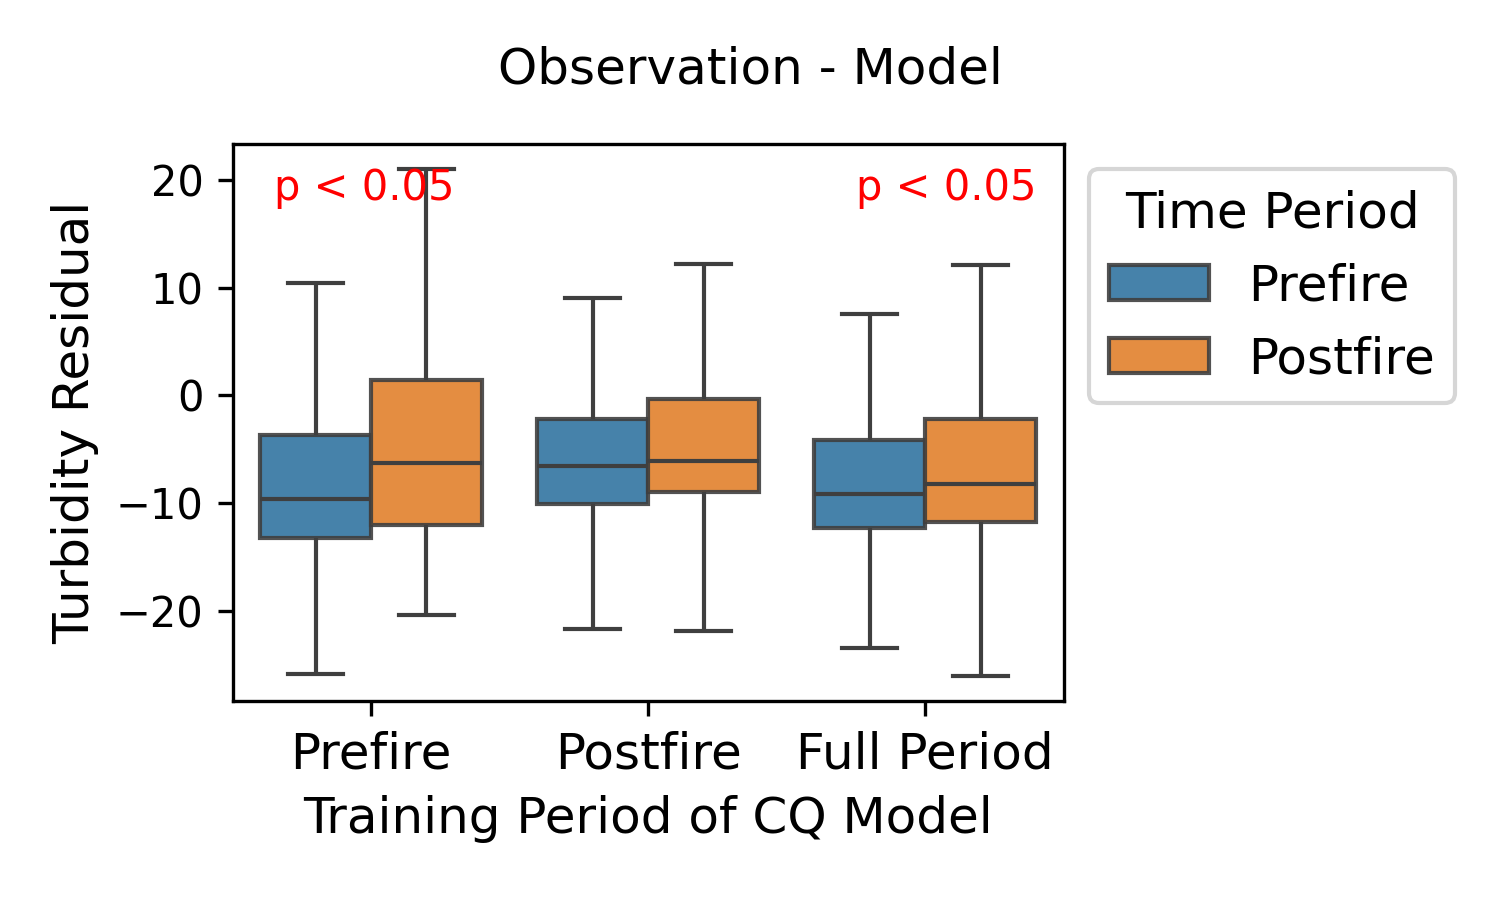 Observation - Model
Turbidity Residual
20
10
0
−10
−20
p < 0.05
p < 0.05
Prefire
Postfire
Full Period
Training Period of CQ Model
Time Period
Prefire
Postfire